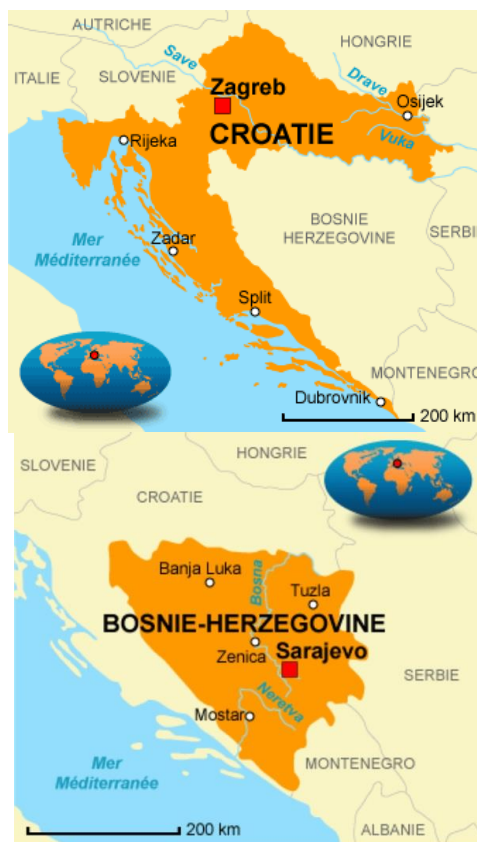 AUTRICHE
HONGRIE
Save
ITALIE
SLOVENIE
Drave
Zagreb
Osijek
CROATIE
Rijeka
Vuka
BOSNIE
HERZEGOVINE
SERBI
Mer
Méditerranée
Zadar
Split
MONTENEGRO
Dubrovnik
200 km
HONGRIE
SLOVENIE
CROATIE
Banja Luka
Bosna
Tuzla
BOSNIE-HERZEGOVINE
Zenica
Sarajevo
SERBIE
Neretva
Mostar
Mer
Méditerranée
MONTENEGRO
200 km
ALBANIE